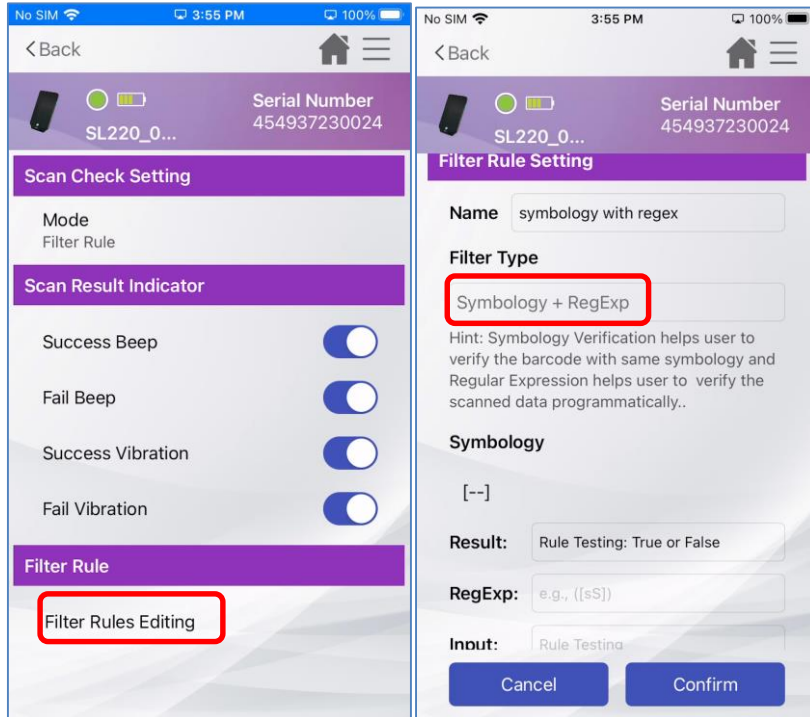 No SIM 3:55 PM 100%
<Back
SL220_0...
Serial Number
454937230024
Scan Check Setting
Mode
Filter Rule
Scan Result Indicator
Success Beep
Fail Beep
Success Vibration
Fail Vibration
Filter Rule
Filter Rules Editing
No SIM 3:55 PM 100%
<Back
SL220_0...
Serial Number
454937230024
Filter Rule Setting
Name symbology with regex
Filter Type
Symbology + RegExp
Hint: Symbology Verification helps user to
verify the barcode with same symbology and
Regular Expression helps user to verify the
scanned data programmatically..
Symbology
[--]
Result: Rule Testing: True or False
RegExp: e.g., ([sS])
Input: Rule Testing
Cancel Confirm